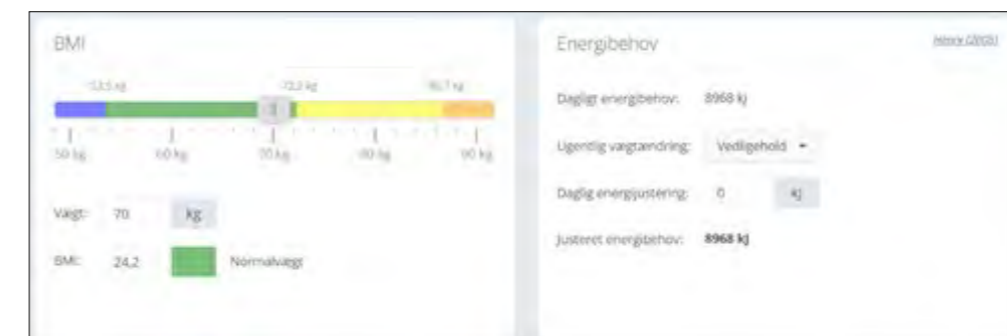 BMI
53,5 kg 72,2 kg 86,7 kg
50 kg 60 kg 70 kg 80 kg 90 kg
Vægt: 70 kg
BMI: 24,2 Normalvægt
Energibehov
Henry (2005)
Dagligt energibehov: 8968 kJ
Ugentlig vægtændring: Vedligehold
Daglig energijustering: 0 kJ
Justeret energibehov: 8968 kJ